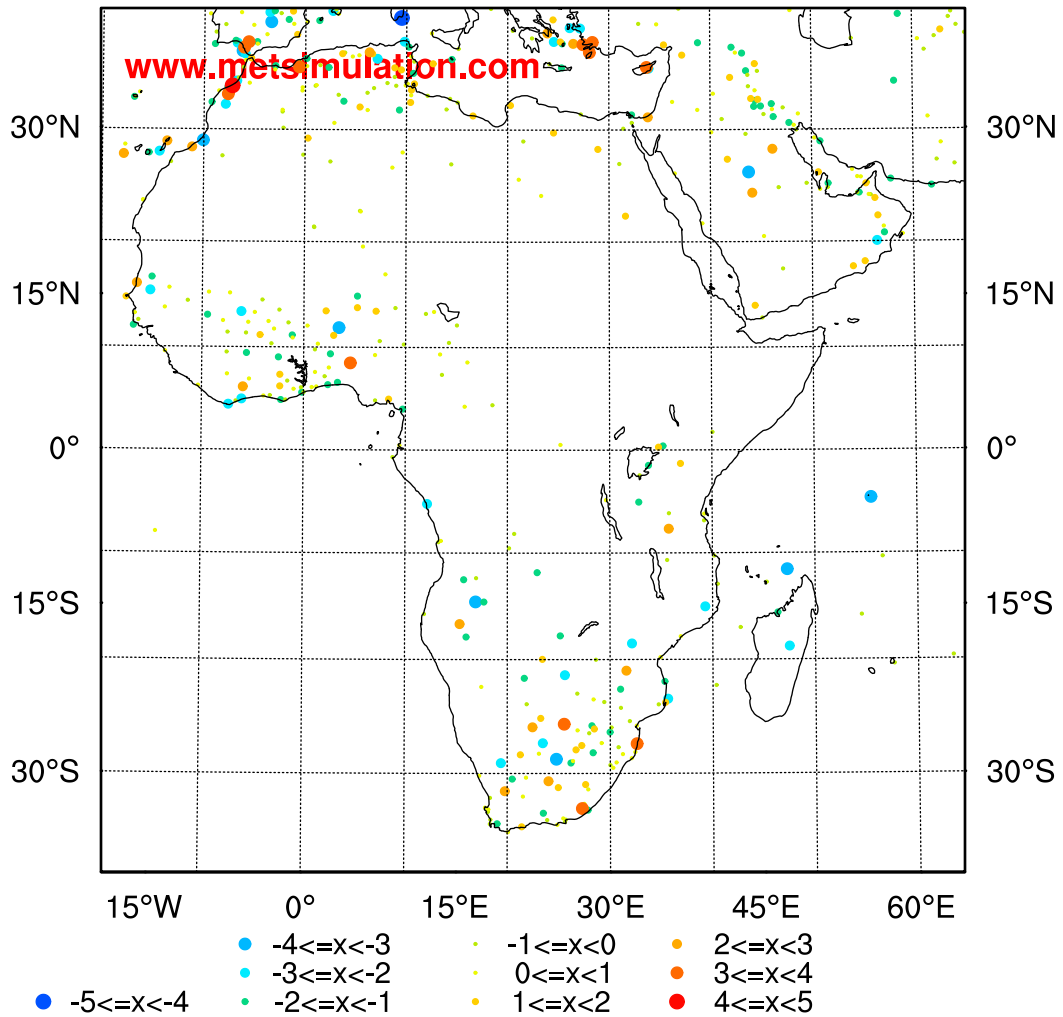 www.metsimulation.com
30°N 30°N
15°N 15°N
0° 0°
15°S 15°S
30°S 30°S
15°W 0° 15°E 30°E 45°E 60°E
-4<=x<-3 -1<=x<0 2<=x<3
-3<=x<-2 0<=x<1 3<=x<4
-5<=x<-4 -2<=x<-1 1<=x<2 4<=x<5